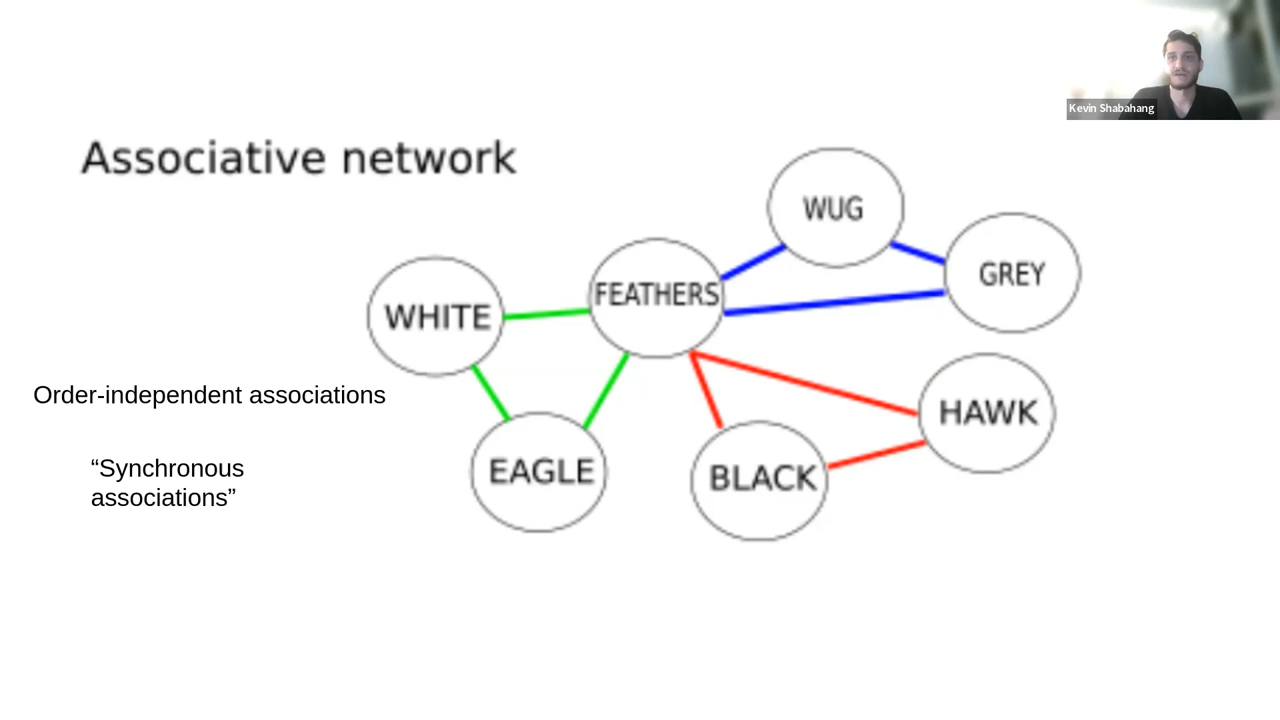 Kevin Shabahang
Associative network
WUG
GREY
FEATHERS
WHITE
Order-independent associations
HAWK
EAGLE
BLACK
“Synchronous
associations”